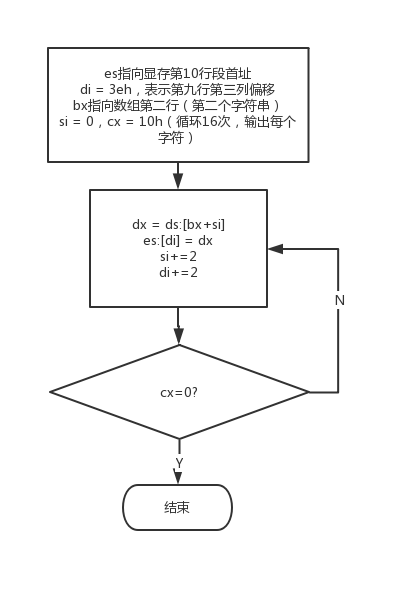 es指向显存第10行段首址
di = 3eh，表示第九行第三列偏移
bx指向数组第二行（第二个字符串）
si = 0，cx = 10h（循环16次，输出每个
字符）
dx = ds:[bx+si]
es:[di] = dx
si+=2
di+=2
N
cx=0?
Y
结束